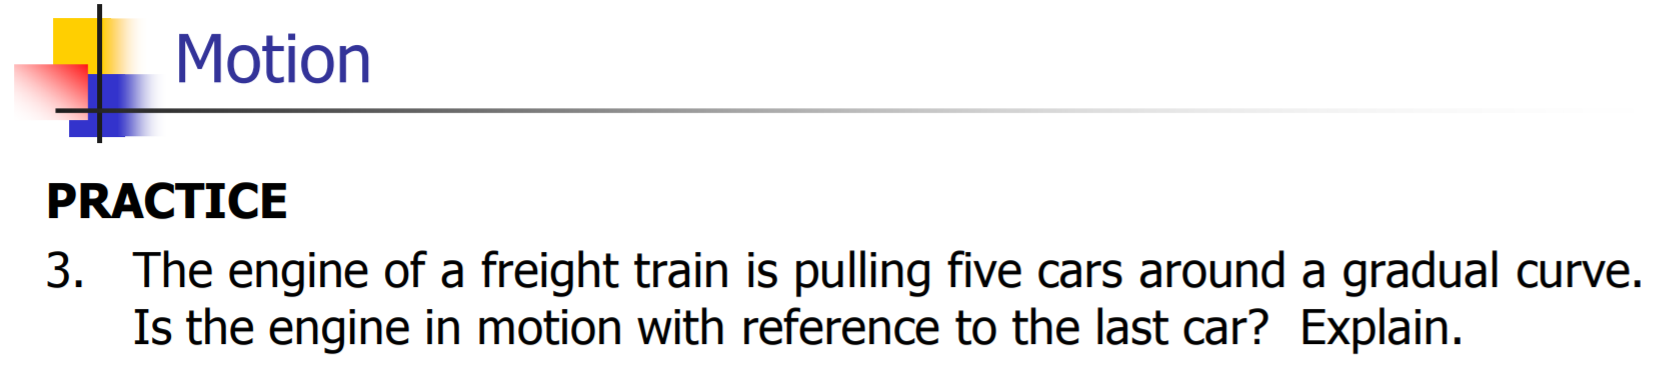 Motion
PRACTICE
3. The engine of a freight train is pulling five cars around a gradual curve.
Is the engine in motion with reference to the last car?  Explain.